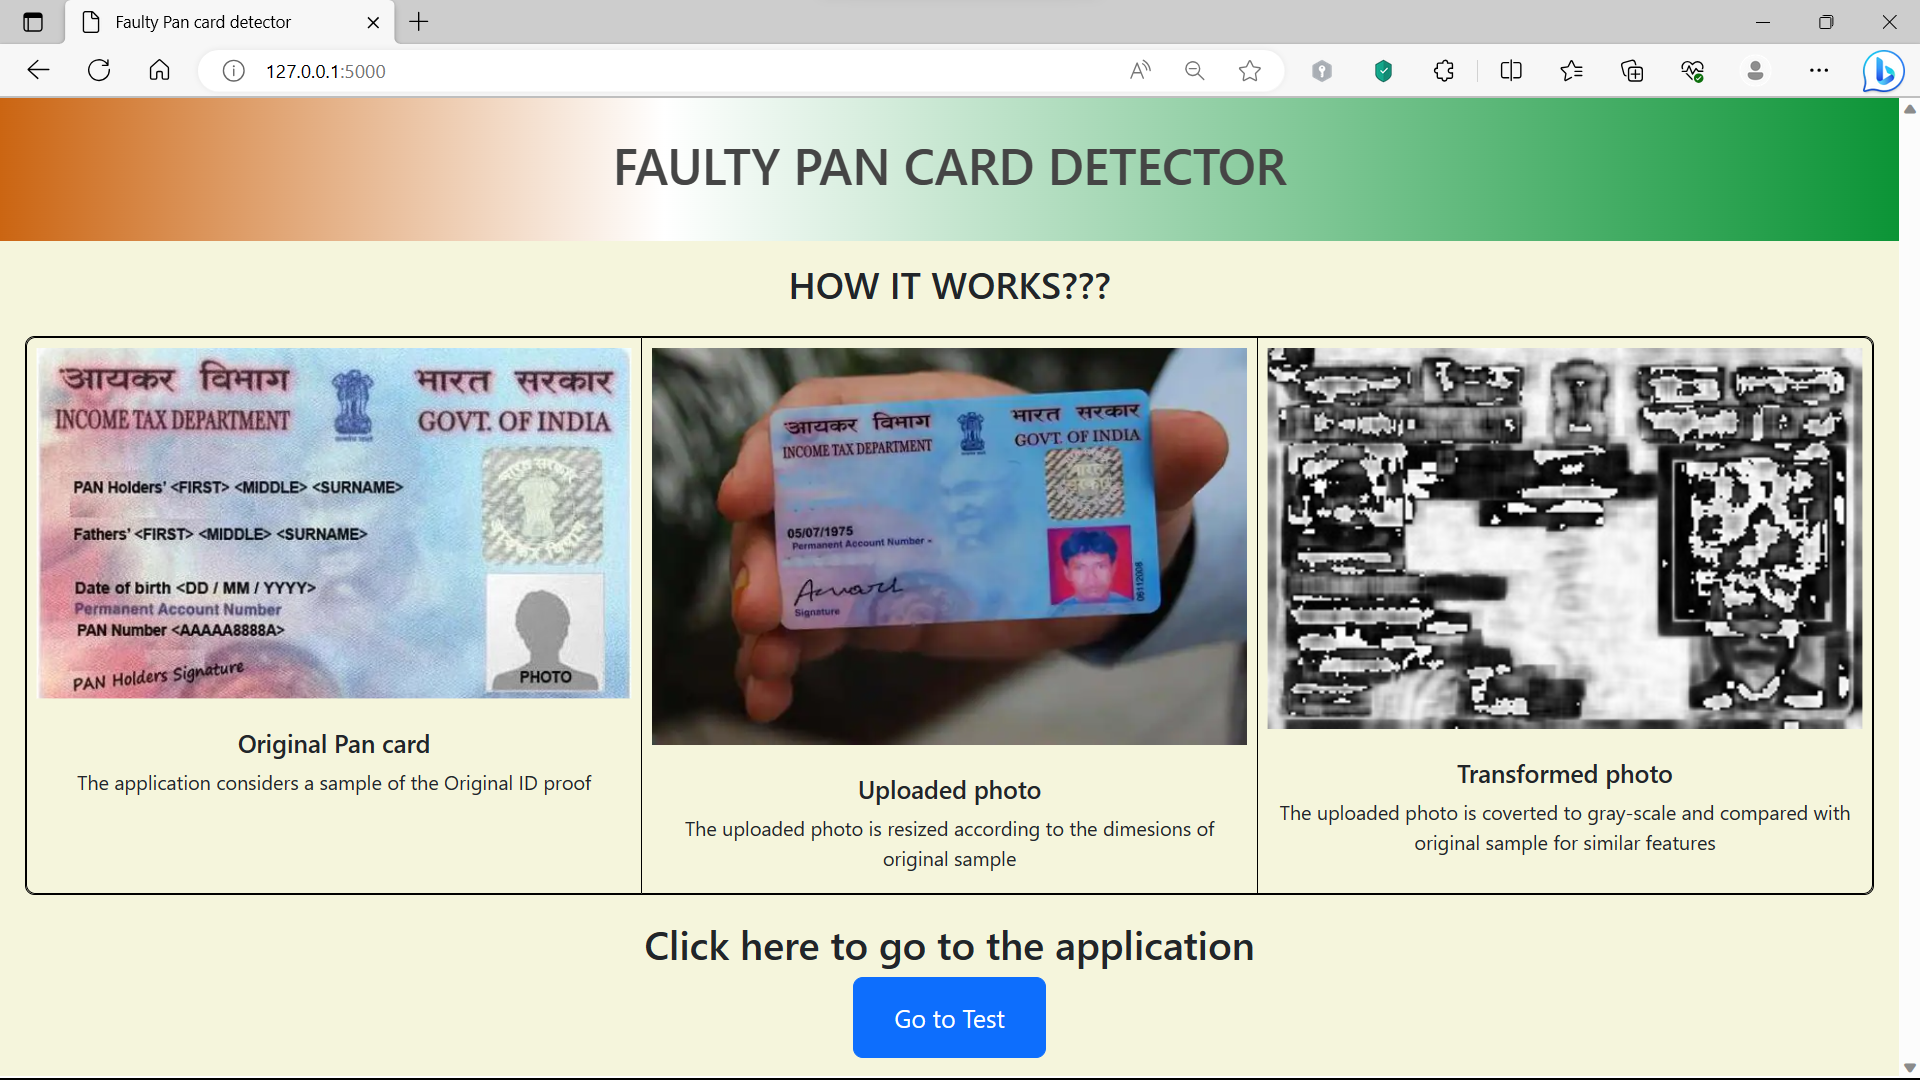 Faulty Pan card detector
127.0.0.1:5000
FAULTY PAN CARD DETECTOR
HOW IT WORKS???
आयकर विभाग भारत सरकार
INCOME TAX DEPARTMENT GOVT. OF INDIA
PAN Holders' <FIRST> <MIDDLE> <SURNAME>
Fathers' <FIRST> <MIDDLE> <SURNAME>
Date of birth <DD / MM / YYYY>
Permanent Account Number
PAN Number <AAAAA8888A>
PAN Holders Signature
PHOTO
Original Pan card
The application considers a sample of the Original ID proof
आयकर विभाग भारत सरकार
INCOME TAX DEPARTMENT GOVT. OF INDIA
05/07/1975
Permanent Account Number -
Signature
06112008
Uploaded photo
The uploaded photo is resized according to the dimesions of
original sample
Transformed photo
The uploaded photo is coverted to gray-scale and compared with
original sample for similar features
Click here to go to the application
Go to Test